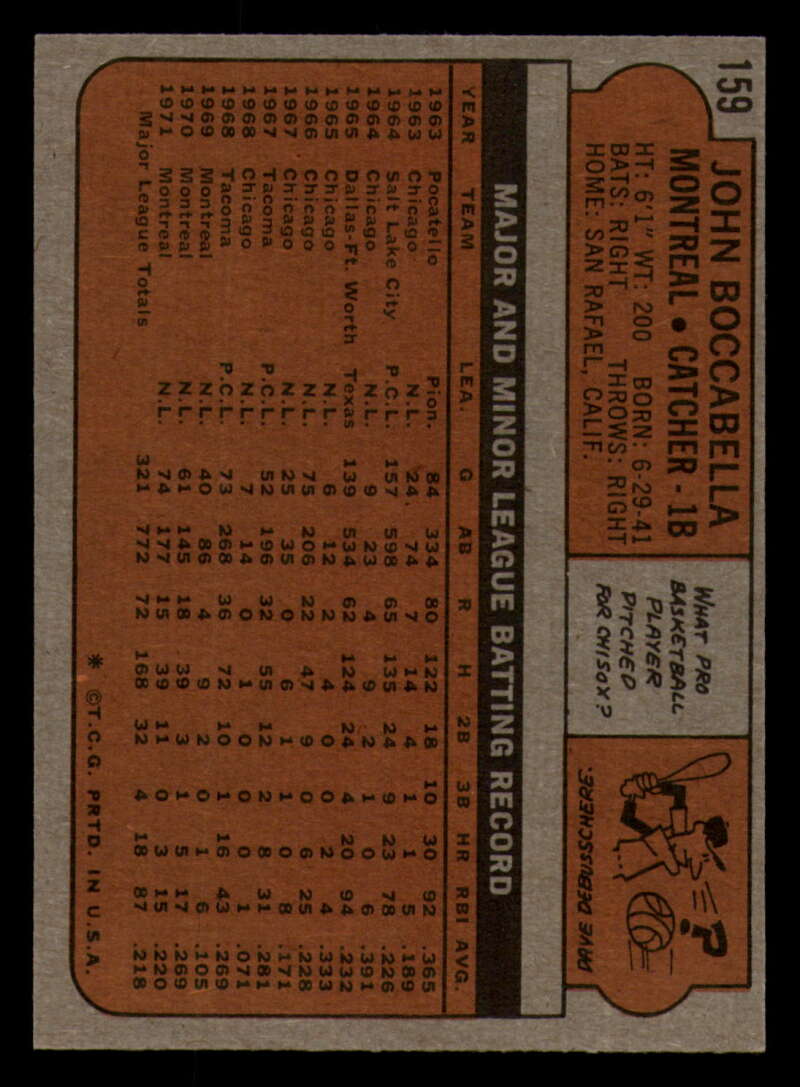 159
JOHN BOCCABELLA
MONTREAL • CATCHER - 1B
HT: 6'1" WT: 200 BORN: 6-29-41
BATS: RIGHT THROWS: RIGHT
HOME: SAN RAFAEL, CALIF.
WHAT PRO
BASKETBALL
PLAYER
PITCHED
FOR CHISOX?
?
DAVE DEBUSSCHERE.
MAJOR AND MINOR LEAGUE BATTING RECORD
YEAR TEAM LEA. G AB R H 2B 3B HR RBI AVG.
1963 Pocatello Pion. 84 334 80 122 18 10 30 92 .365
1963 Chicago N.L. 24 74 7 14 4 1 1 5 .189
1964 Salt Lake City P.C.L. 157 598 65 135 24 9 23 78 .226
1964 Chicago N.L. 9 23 4 9 2 1 0 6 .391
1965 Dallas-Ft. Worth Texas 139 534 62 124 24 4 20 94 .232
1965 Chicago N.L. 6 12 2 4 0 0 2 4 .333
1966 Chicago N.L. 75 206 22 47 9 0 6 25 .228
1967 Chicago N.L. 25 35 0 6 1 1 0 8 .171
1967 Tacoma P.C.L. 52 196 32 55 12 2 8 31 .281
1968 Chicago N.L. 7 14 0 1 0 0 0 1 .071
1968 Tacoma P.C.L. 73 268 36 72 10 1 16 43 .269
1969 Montreal N.L. 40 86 4 9 2 0 1 6 .105
1970 Montreal N.L. 61 145 18 39 3 1 5 17 .269
1971 Montreal N.L. 74 177 15 39 11 0 3 15 .220
Major League Totals 321 772 72 168 32 4 18 87 .218
* ©T.C.G. PRTD. IN U.S.A.